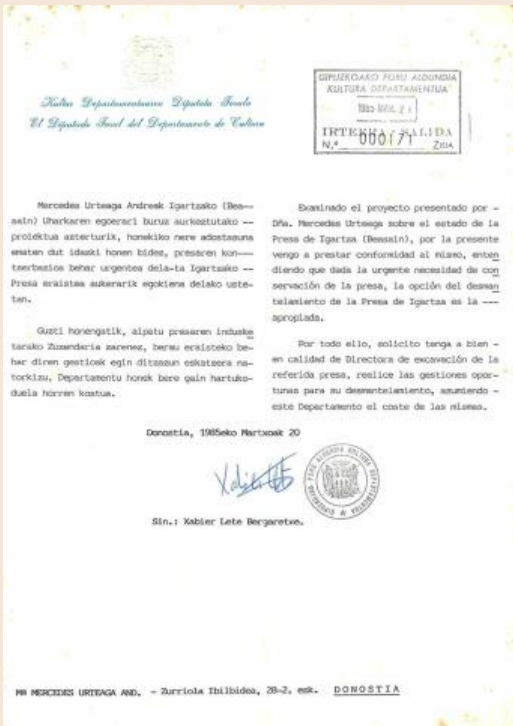 Kultur Departamentuaren Diputatu Forala
El Diputado Foral del Departamento de Cultura
GIPUZKOAKO FORU ALDUNDIA
KULTURA DEPARTAMENTUA
1985 MAR. 21
IRTEERA - SALIDA
N.º 000171 ZBIA
Mercedes Urteaga Andreak Igartzako (Bea--
sain) Uharkaren egoerari buruz aurkeztutako --
proiektua azterturik, honekiko nere adostasuna
ematen dut idazki honen bidez, presaren kon---
tserbazios behar urgentea dela-ta Igartzako --
Presa eraistea aukerarik egokiena delako uste-
tan.
Guzti honengatik, aipatu presaren induske
tarako Zuzendaria zarenez, berau eraisteko be-
har diren gestioak egin ditzazun eskatzera na-
torkizu, Departamentu honek bere gain hartuko-
duela horren kostua.
Examinado el proyecto presentado por -
Dña. Mercedes Urteaga sobre el estado de la
Presa de Igartza (Beasain), por la presente
vengo a prestar conformidad al mismo, enten
diendo que dada la urgente necesidad de con
servación de la presa, la opción del desman
telamiento de la Presa de Igartza es la ---
apropiada.
Por todo ello, solicito tenga a bien -
en calidad de Directora de excavación de la
referida presa, realice las gestiones opor-
tunas para su desmantelamiento, asumiendo -
este Departamento el coste de las mismas.
Donostia, 1985eko Martxoak 20
Sin.: Xabier Lete Bergaretxe.
Mª MERCEDES URTEAGA AND. - Zurriola Ibilbidea, 28-2. ezk. DONOSTIA